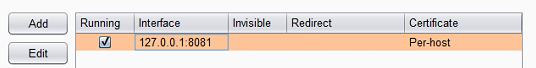 Add
Running Interface Invisible Redirect Certificate
127.0.0.1:8081 Per-host
Edit